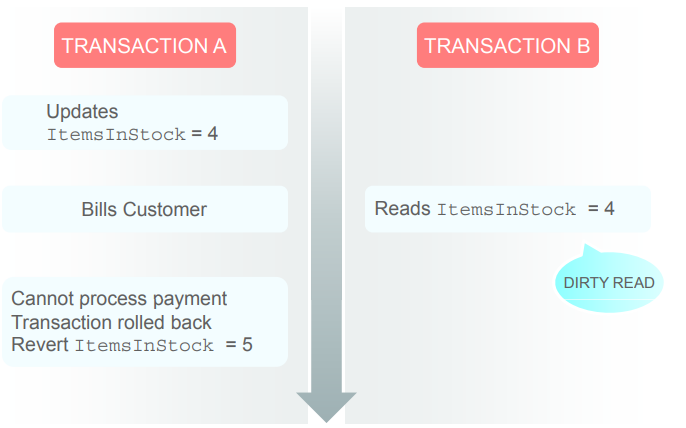 TRANSACTION A
TRANSACTION B
Updates
ItemsInStock = 4
Bills Customer
Reads ItemsInStock = 4
DIRTY READ
Cannot process payment
Transaction rolled back
Revert ItemsInStock = 5